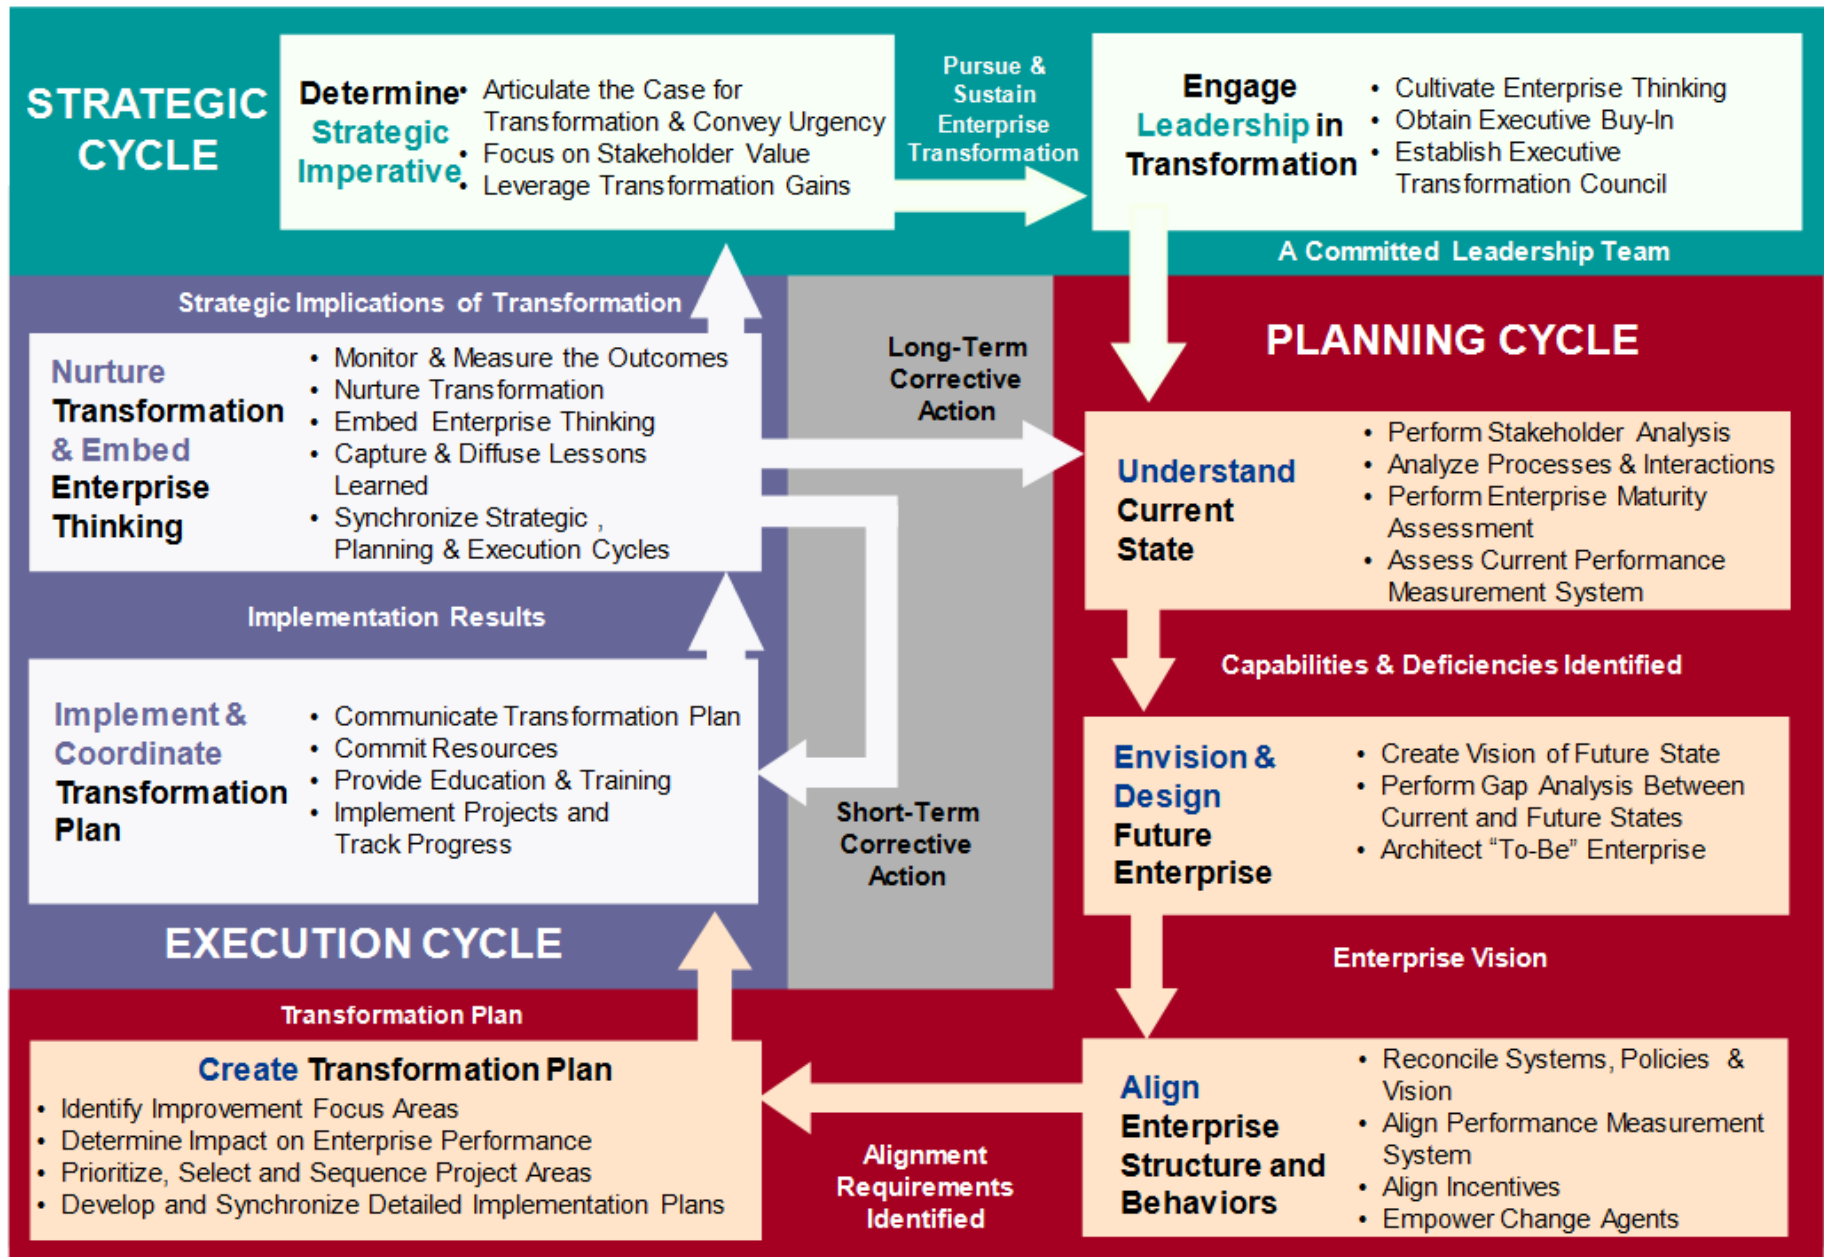 STRATEGIC
CYCLE
Determine
Strategic
Imperative
• Articulate the Case for
Transformation & Convey Urgency
• Focus on Stakeholder Value
• Leverage Transformation Gains
Pursue &
Sustain
Enterprise
Transformation
Engage
Leadership in
Transformation
• Cultivate Enterprise Thinking
• Obtain Executive Buy-In
• Establish Executive
Transformation Council
A Committed Leadership Team
PLANNING CYCLE
Understand
Current
State
• Perform Stakeholder Analysis
• Analyze Processes & Interactions
• Perform Enterprise Maturity
Assessment
• Assess Current Performance
Measurement System
Capabilities & Deficiencies Identified
Envision &
Design
Future
Enterprise
• Create Vision of Future State
• Perform Gap Analysis Between
Current and Future States
• Architect “To-Be” Enterprise
Enterprise Vision
Align
Enterprise
Structure and
Behaviors
• Reconcile Systems, Policies &
Vision
• Align Performance Measurement
System
• Align Incentives
• Empower Change Agents
Alignment
Requirements
Identified
Create Transformation Plan
• Identify Improvement Focus Areas
• Determine Impact on Enterprise Performance
• Prioritize, Select and Sequence Project Areas
• Develop and Synchronize Detailed Implementation Plans
Transformation Plan
EXECUTION CYCLE
Implement &
Coordinate
Transformation
Plan
• Communicate Transformation Plan
• Commit Resources
• Provide Education & Training
• Implement Projects and
Track Progress
Implementation Results
Nurture
Transformation
& Embed
Enterprise
Thinking
• Monitor & Measure the Outcomes
• Nurture Transformation
• Embed Enterprise Thinking
• Capture & Diffuse Lessons
Learned
• Synchronize Strategic ,
Planning & Execution Cycles
Strategic Implications of Transformation
Long-Term
Corrective
Action
Short-Term
Corrective
Action